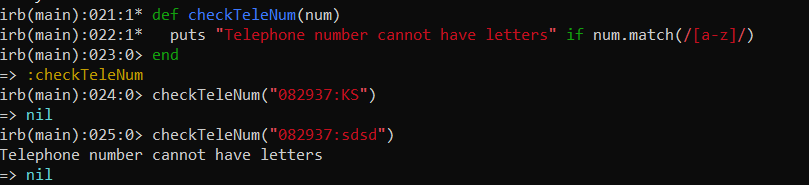 irb(main):021:1* def checkTeleNum(num)
irb(main):022:1*   puts "Telephone number cannot have letters" if num.match(/[a-z]/)
irb(main):023:0> end
=> :checkTeleNum
irb(main):024:0> checkTeleNum("082937:KS")
=> nil
irb(main):025:0> checkTeleNum("082937:sdsd")
Telephone number cannot have letters
=> nil